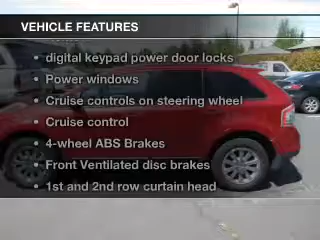 VEHICLE FEATURES
• digital keypad power door locks
• Power windows
• Cruise controls on steering wheel
• Cruise control
• 4-wheel ABS Brakes
• Front Ventilated disc brakes
• 1st and 2nd row curtain head